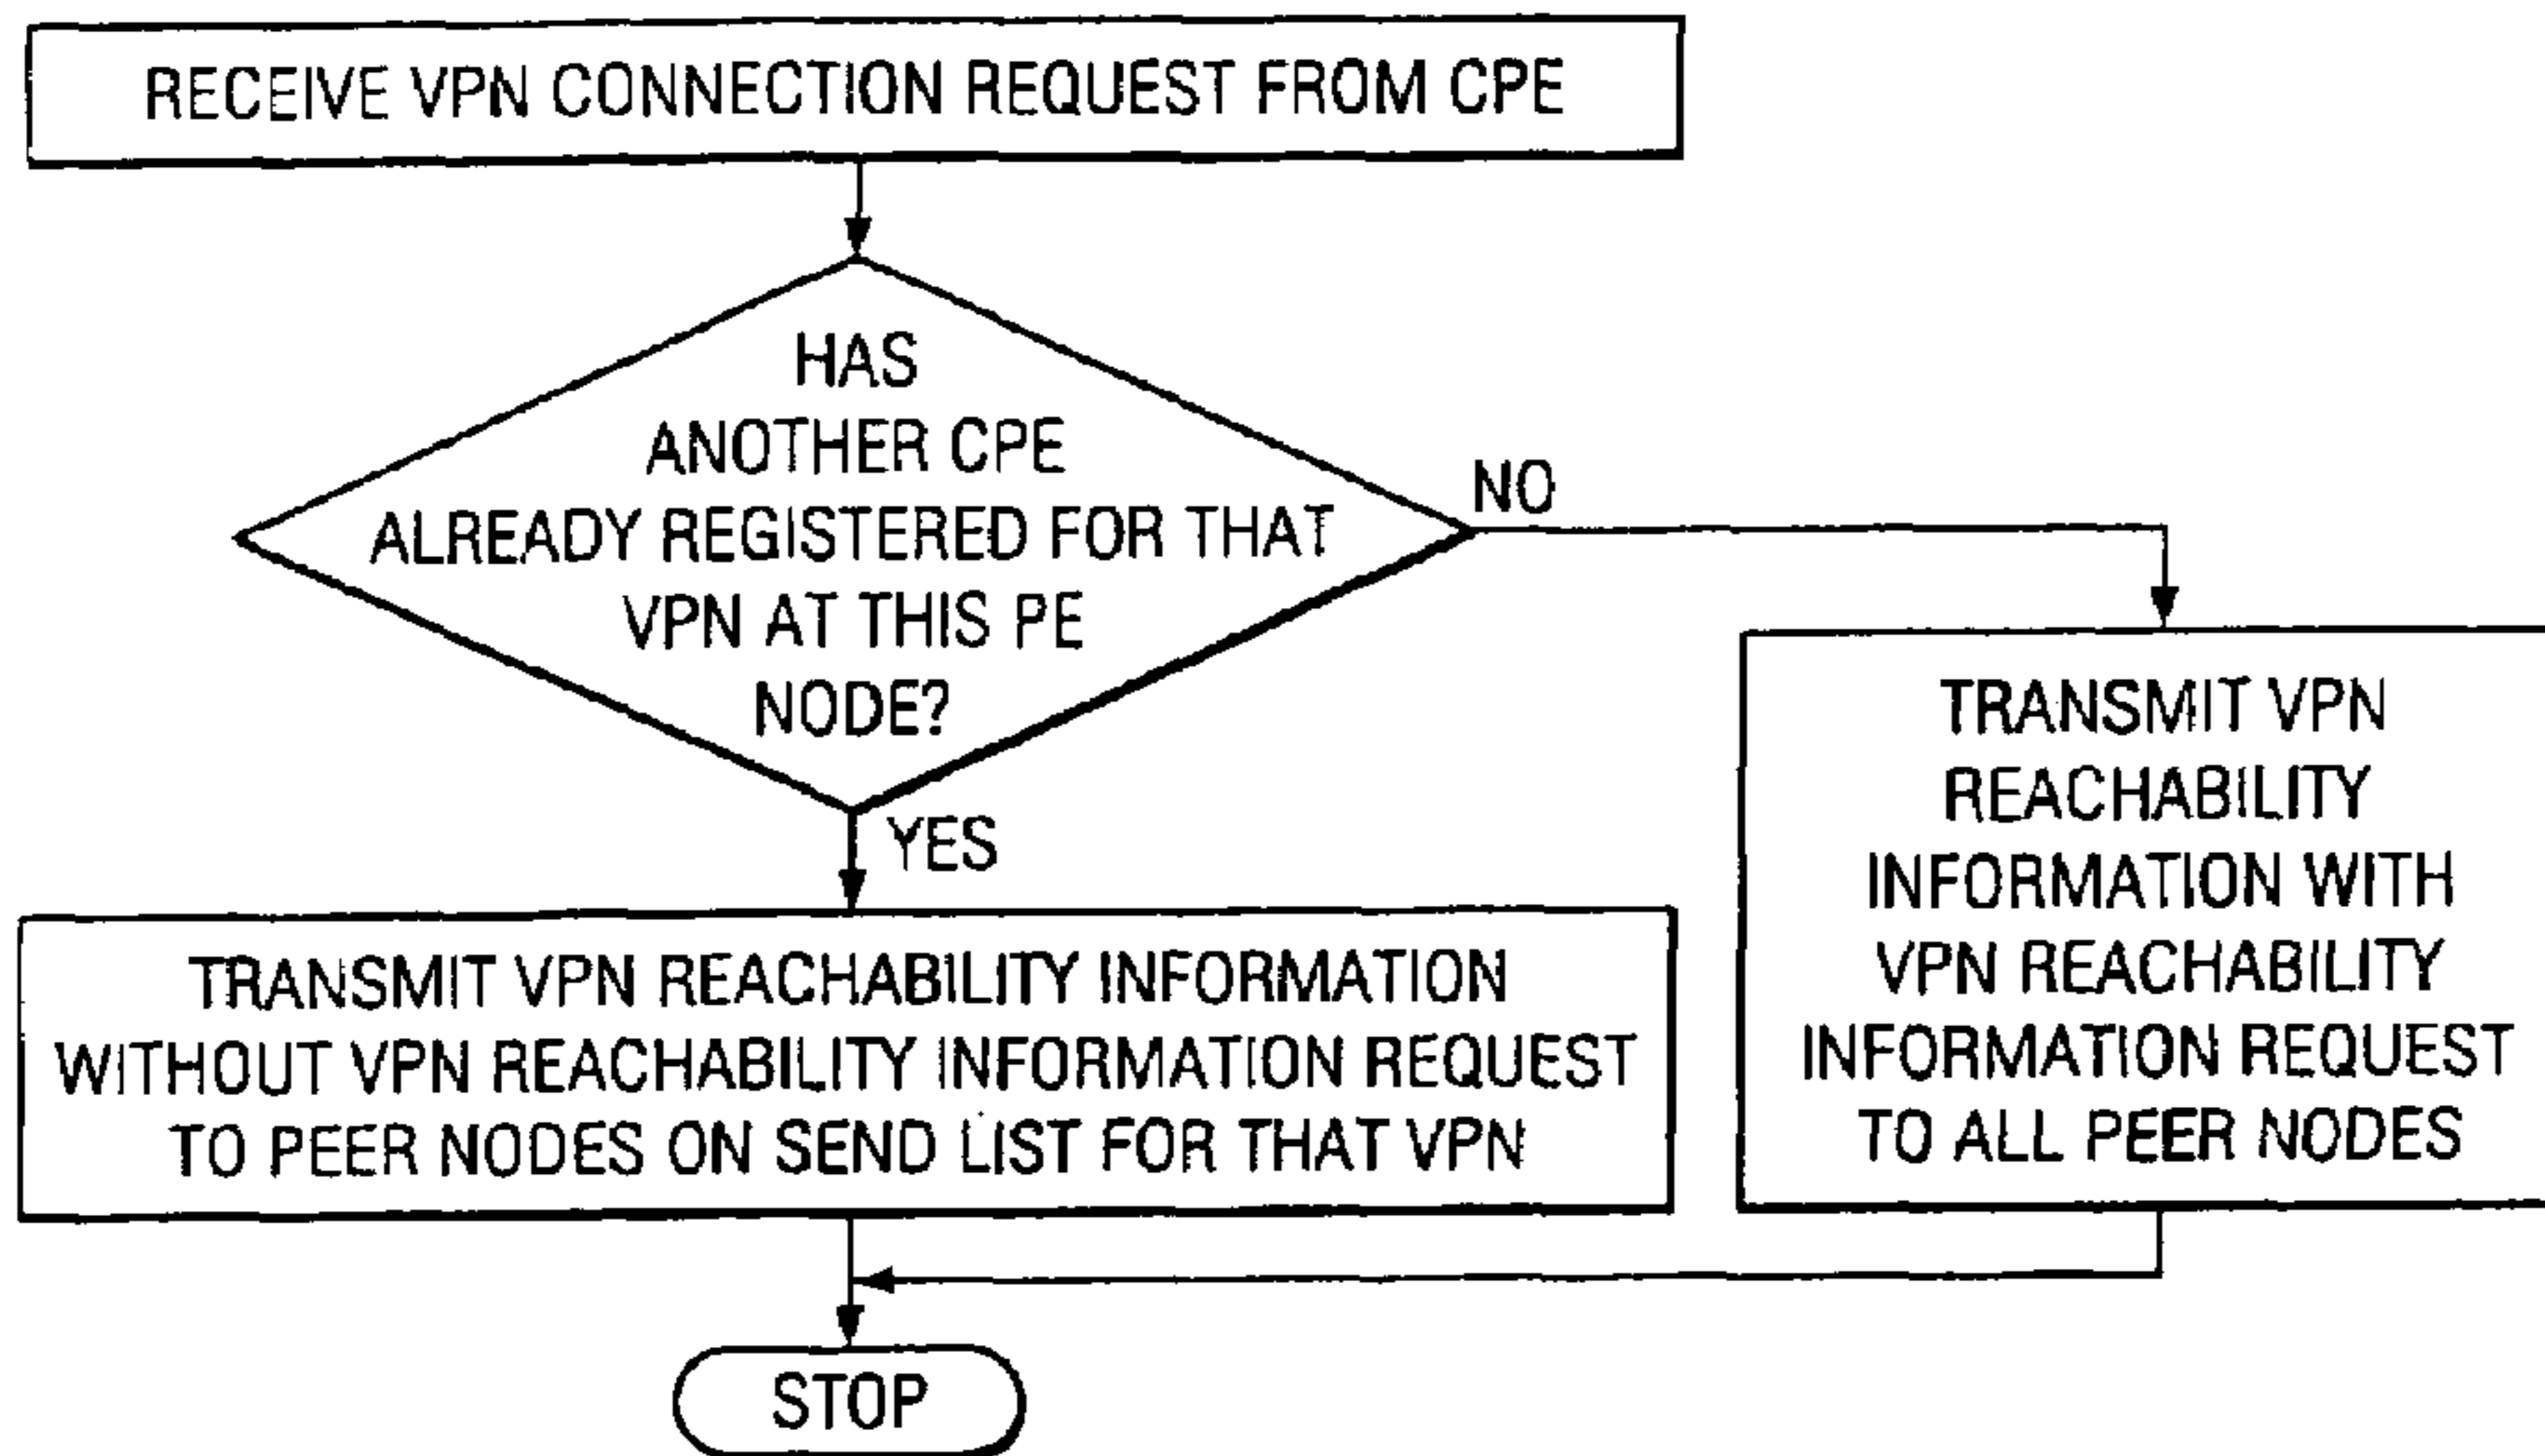 RECEIVE VPN CONNECTION REQUEST FROM CPE
HAS
ANOTHER CPE
ALREADY REGISTERED FOR THAT
VPN AT THIS PE
NODE?
NO
YES
TRANSMIT VPN
REACHABILITY
INFORMATION WITH
VPN REACHABILITY
INFORMATION REQUEST
TO ALL PEER NODES
TRANSMIT VPN REACHABILITY INFORMATION
WITHOUT VPN REACHABILITY INFORMATION REQUEST
TO PEER NODES ON SEND LIST FOR THAT VPN
STOP